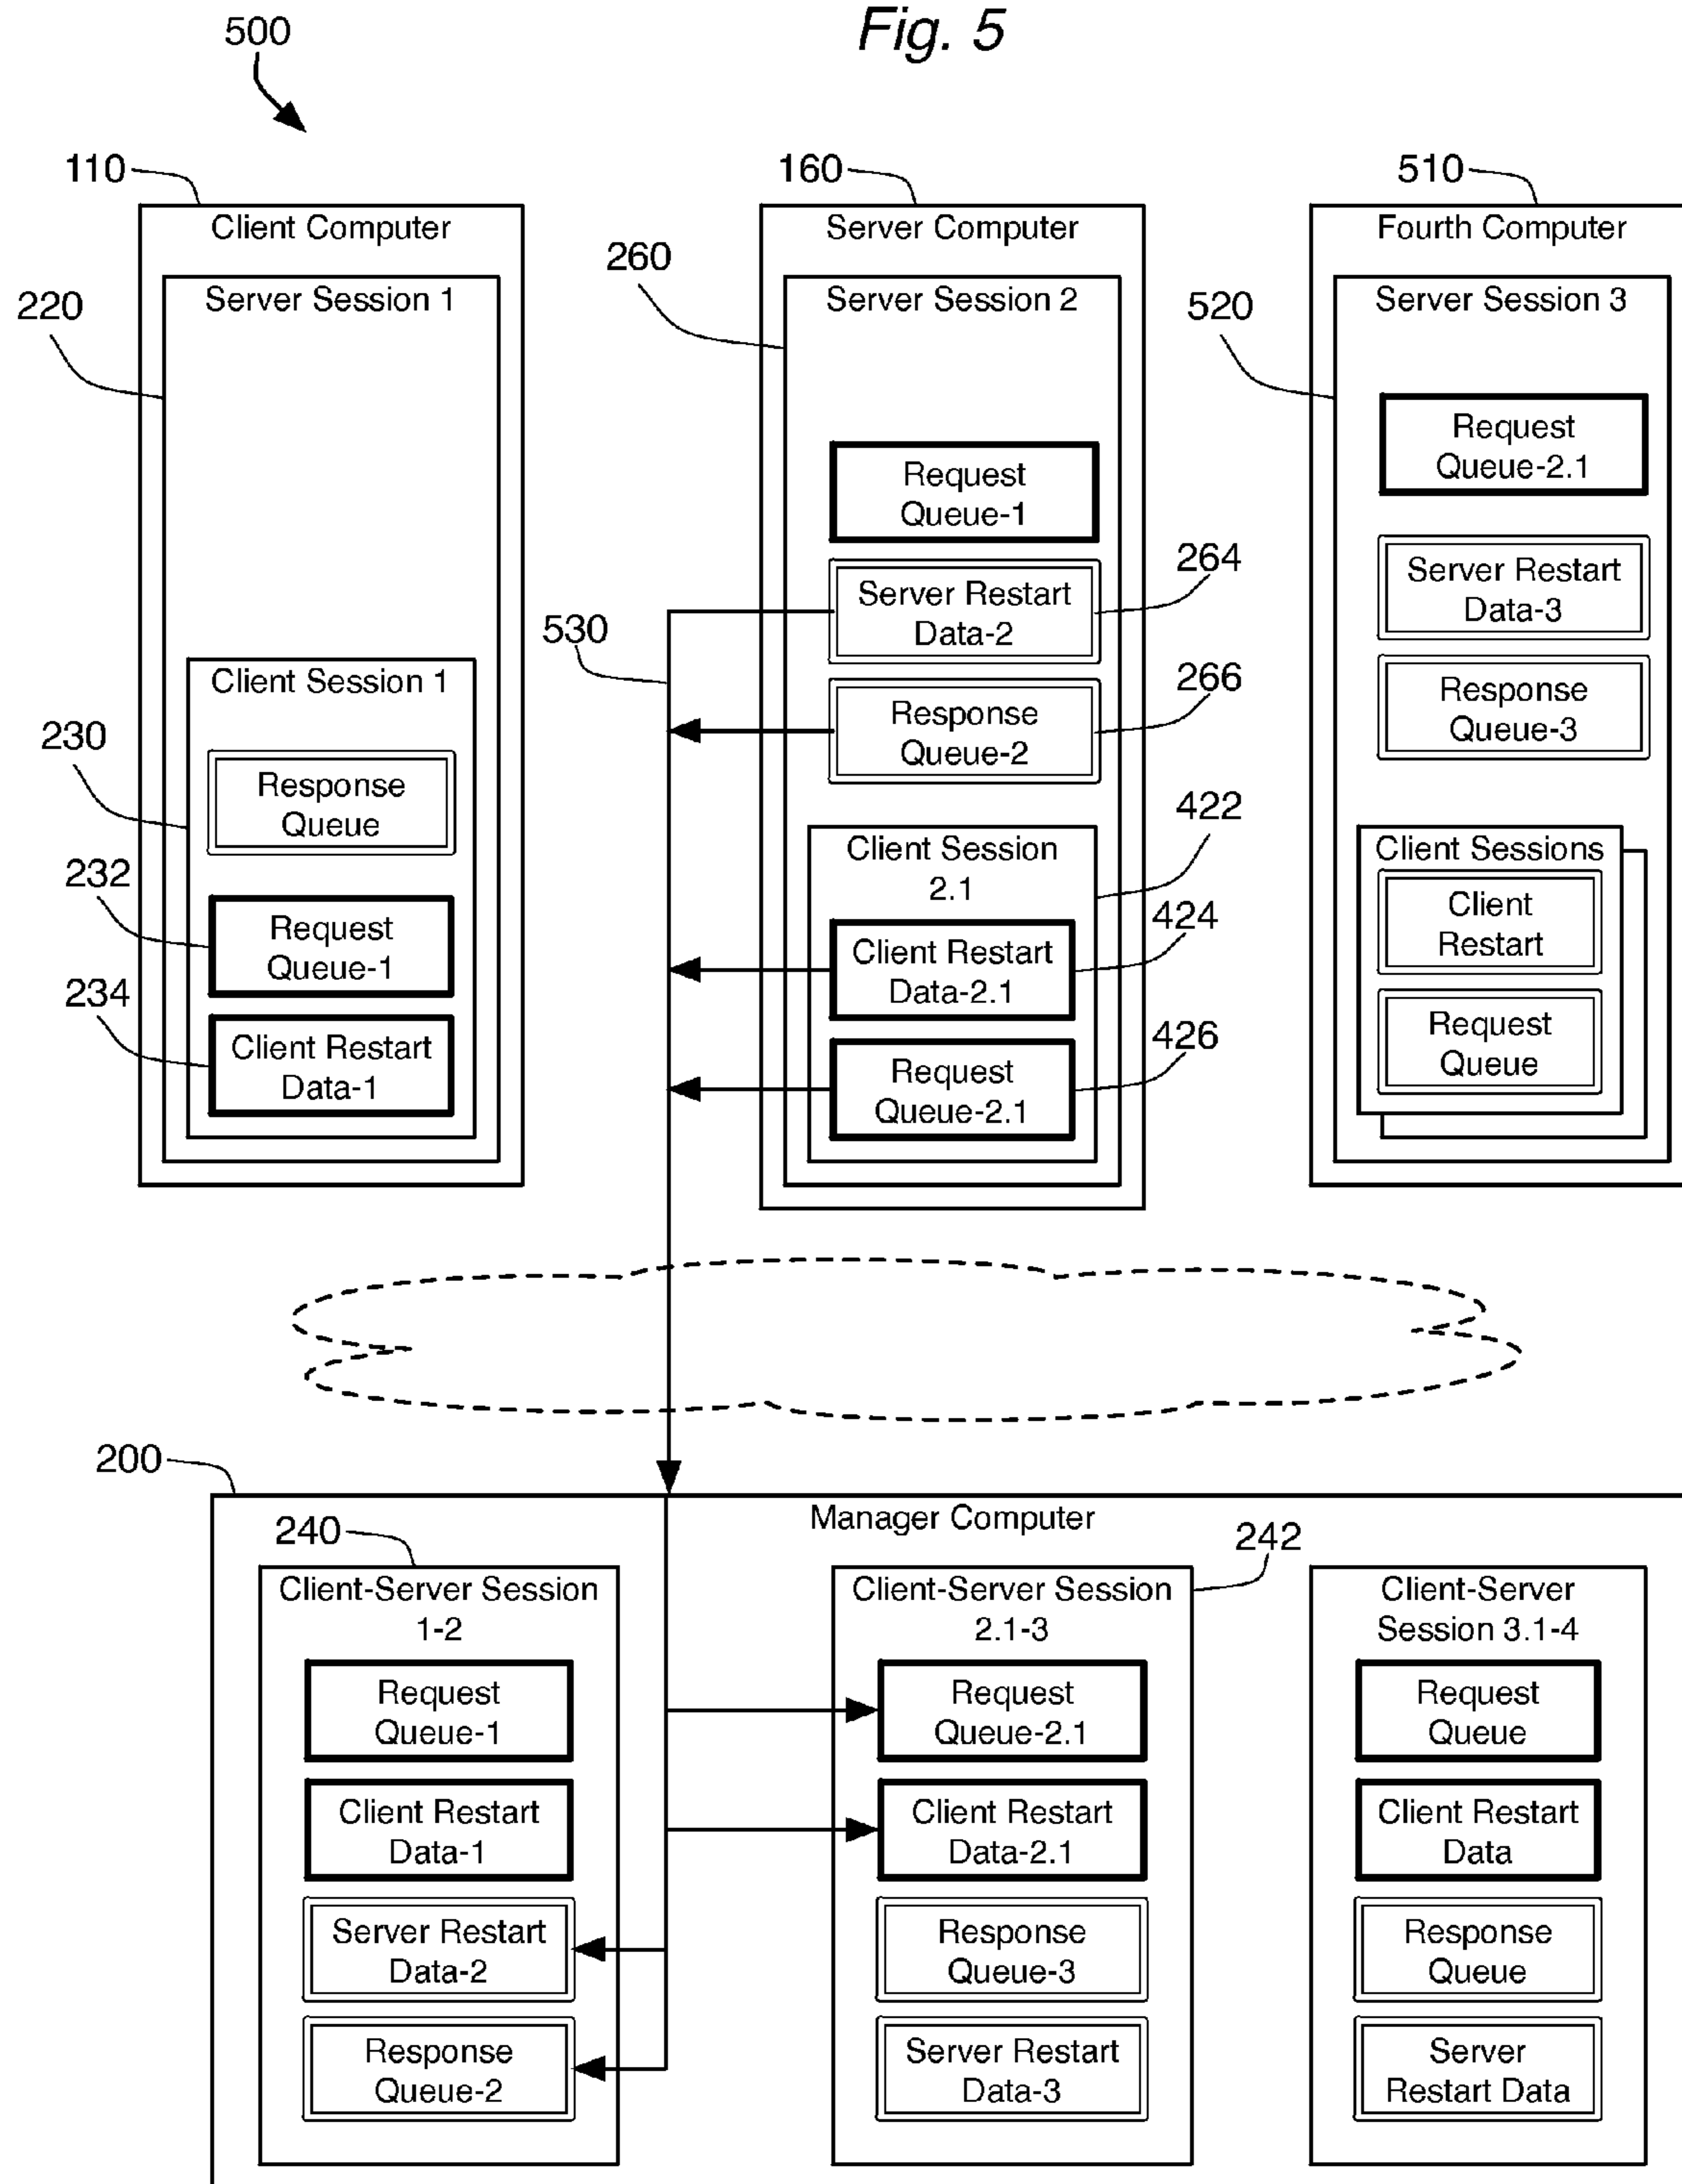 Fig. 5
500
110
Client Computer
220
Server Session 1
Client Session 1
230
Response
Queue
232
Request
Queue-1
234
Client Restart
Data-1
160
Server Computer
260
Server Session 2
Request
Queue-1
264
Server Restart
Data-2
530
266
Response
Queue-2
422
Client Session
2.1
424
Client Restart
Data-2.1
426
Request
Queue-2.1
510
Fourth Computer
520
Server Session 3
Request
Queue-2.1
Server Restart
Data-3
Response
Queue-3
Client Sessions
Client
Restart
Request
Queue
200
Manager Computer
240
Client-Server Session
1-2
Request
Queue-1
Client Restart
Data-1
Server Restart
Data-2
Response
Queue-2
242
Client-Server Session
2.1-3
Request
Queue-2.1
Client Restart
Data-2.1
Response
Queue-3
Server Restart
Data-3
Client-Server
Session 3.1-4
Request
Queue
Client Restart
Data
Response
Queue
Server
Restart Data